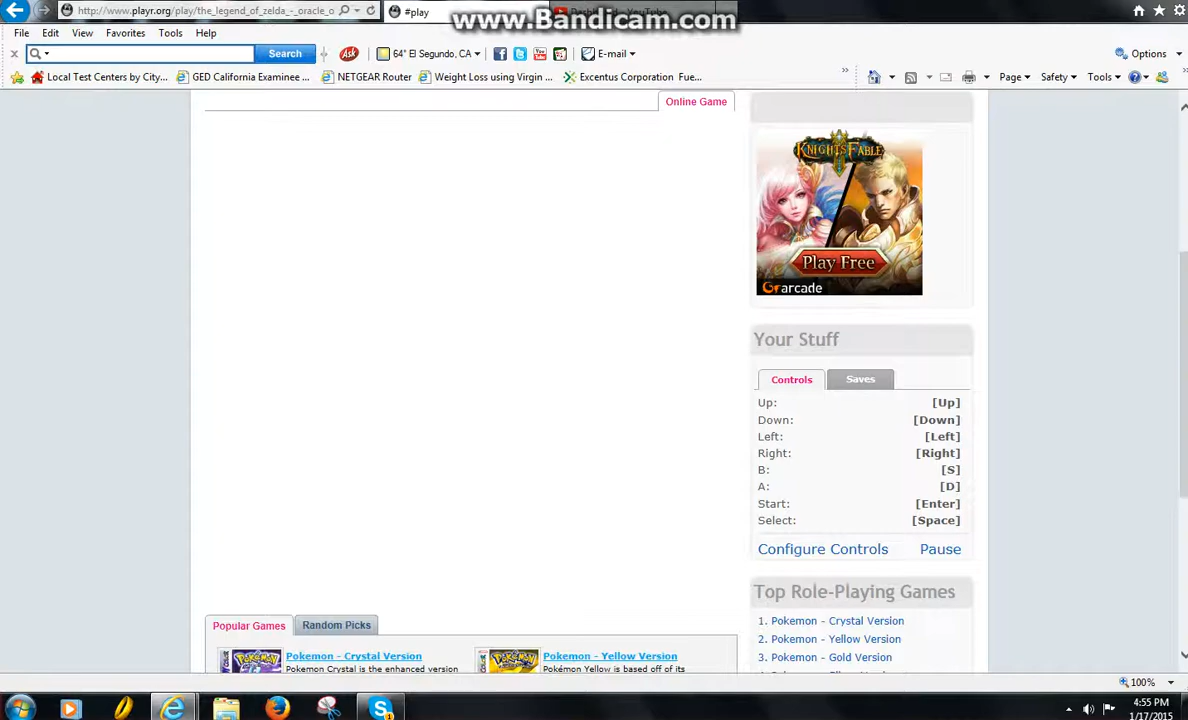 www.Bandicam.com
http://www.playr.org/play/the_legend_of_zelda_-_oracle_o
#play
File Edit View Favorites Tools Help
Search
Ask
64° El Segundo, CA
E-mail
Options
Local Test Centers by City...
GED California Examinee ...
NETGEAR Router
Weight Loss using Virgin ...
Excentus Corporation Fue...
Page
Safety
Tools
Online Game
KNIGHTS FABLE
Play Free
arcade
Your Stuff
Controls
Saves
Up: [Up]
Down: [Down]
Left: [Left]
Right: [Right]
B: [S]
A: [D]
Start: [Enter]
Select: [Space]
Configure Controls
Pause
Top Role-Playing Games
1. Pokemon - Crystal Version
2. Pokemon - Yellow Version
3. Pokemon - Gold Version
Popular Games
Random Picks
Pokemon - Crystal Version
Pokemon Crystal is the enhanced version
Pokemon - Yellow Version
Pokemon Yellow is based off of its
100%
4:55 PM
1/17/2015